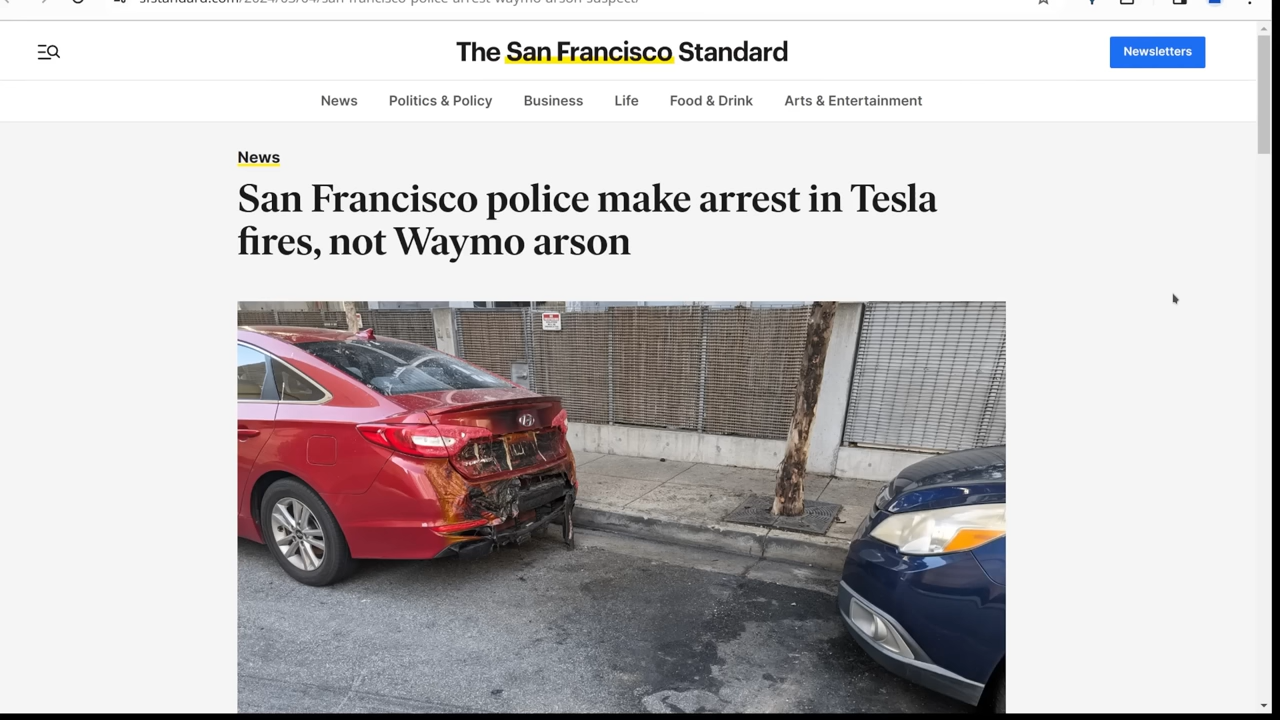 sfstandard.com/2024/03/04/san-francisco-police-arrest-waymo-arson-suspect/
The San Francisco Standard
Newsletters
News
Politics & Policy
Business
Life
Food & Drink
Arts & Entertainment
News
San Francisco police make arrest in Tesla
fires, not Waymo arson